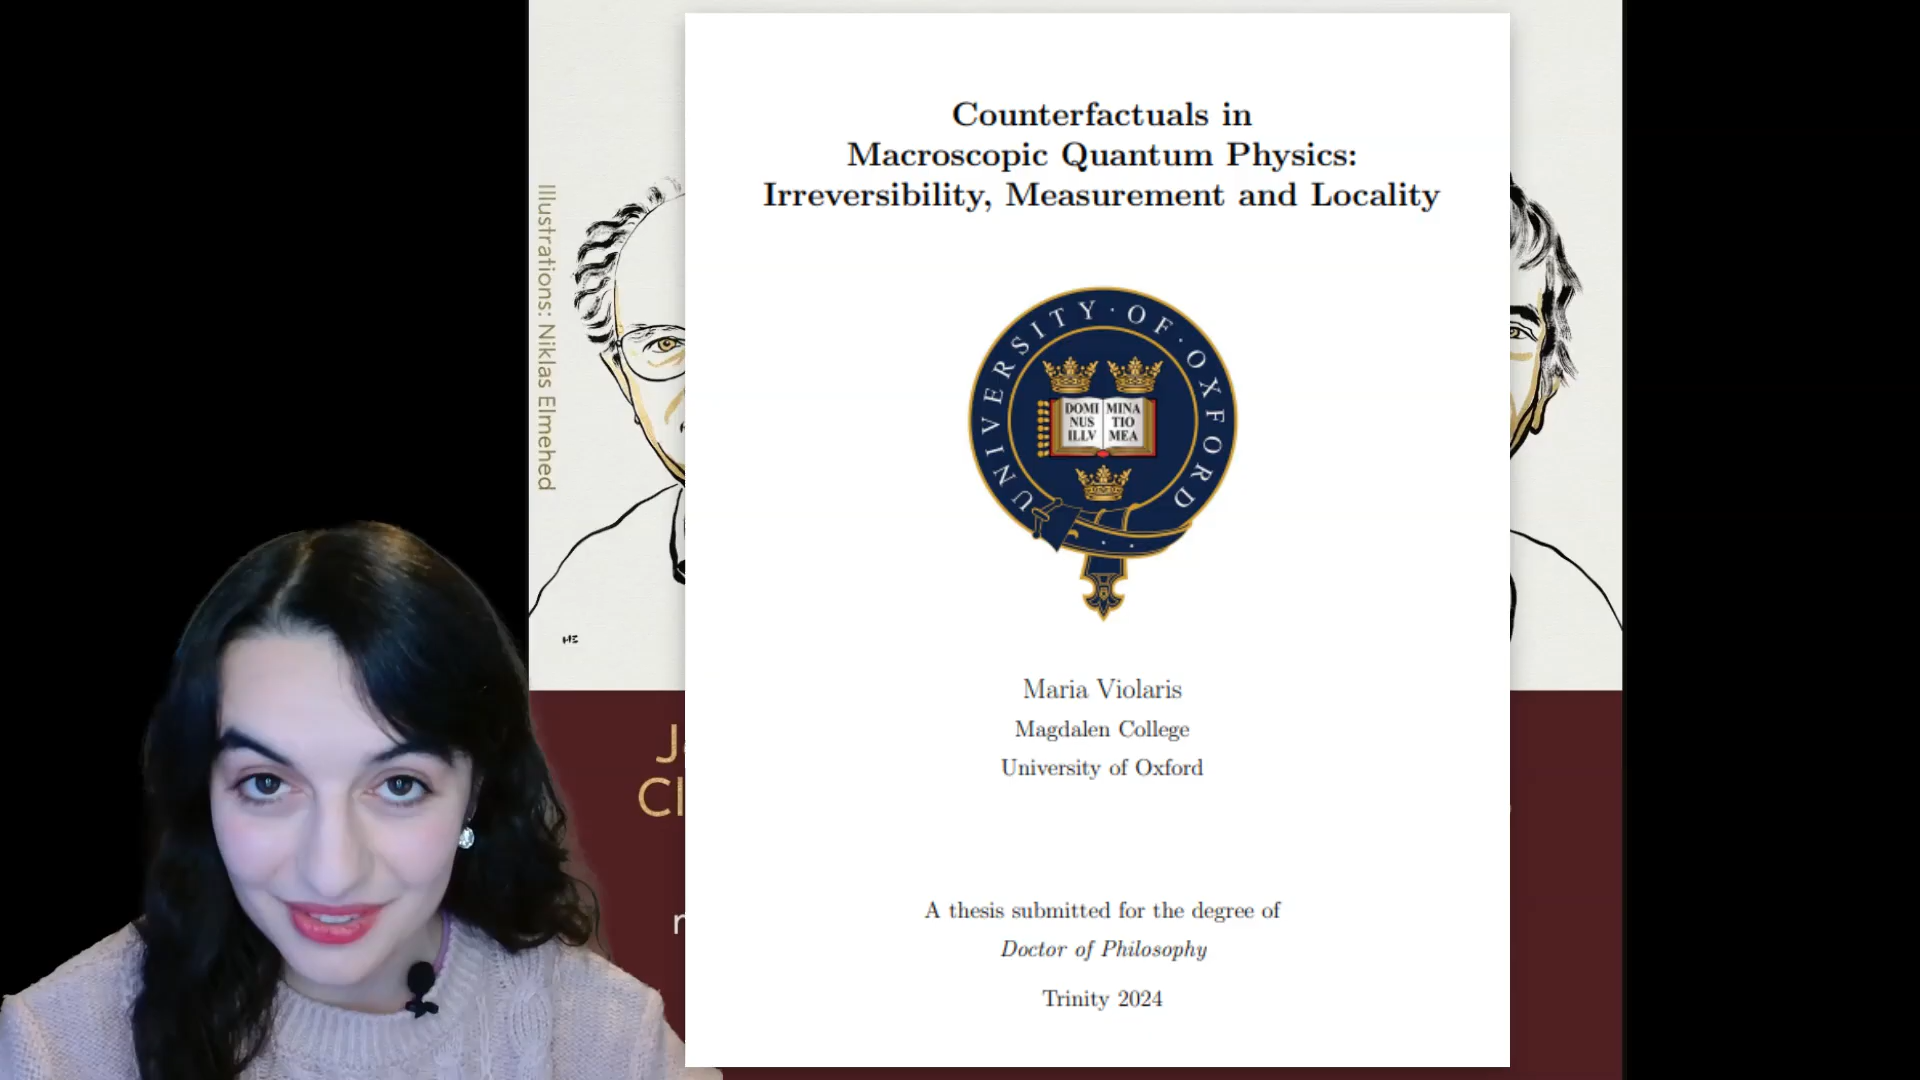 Illustrations: Niklas Elmehed
Counterfactuals in
Macroscopic Quantum Physics:
Irreversibility, Measurement and Locality
UNIVERSITY · OF · OXFORD
DOMI MINA
NUS TIO
ILLV MEA
Maria Violaris
Magdalen College
University of Oxford
A thesis submitted for the degree of
Doctor of Philosophy
Trinity 2024